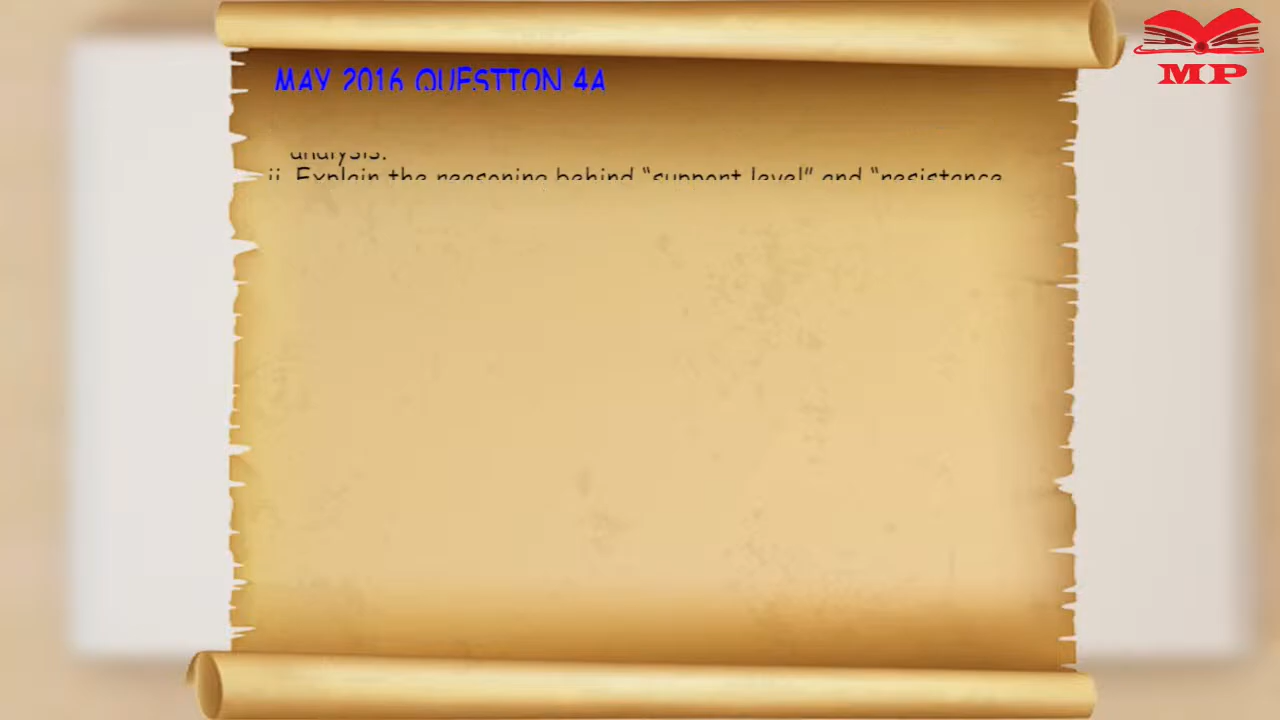 MP
MAY 2016 QUESTION 4A
analysis.
ii. Explain the reasoning behind “support level” and “resistance